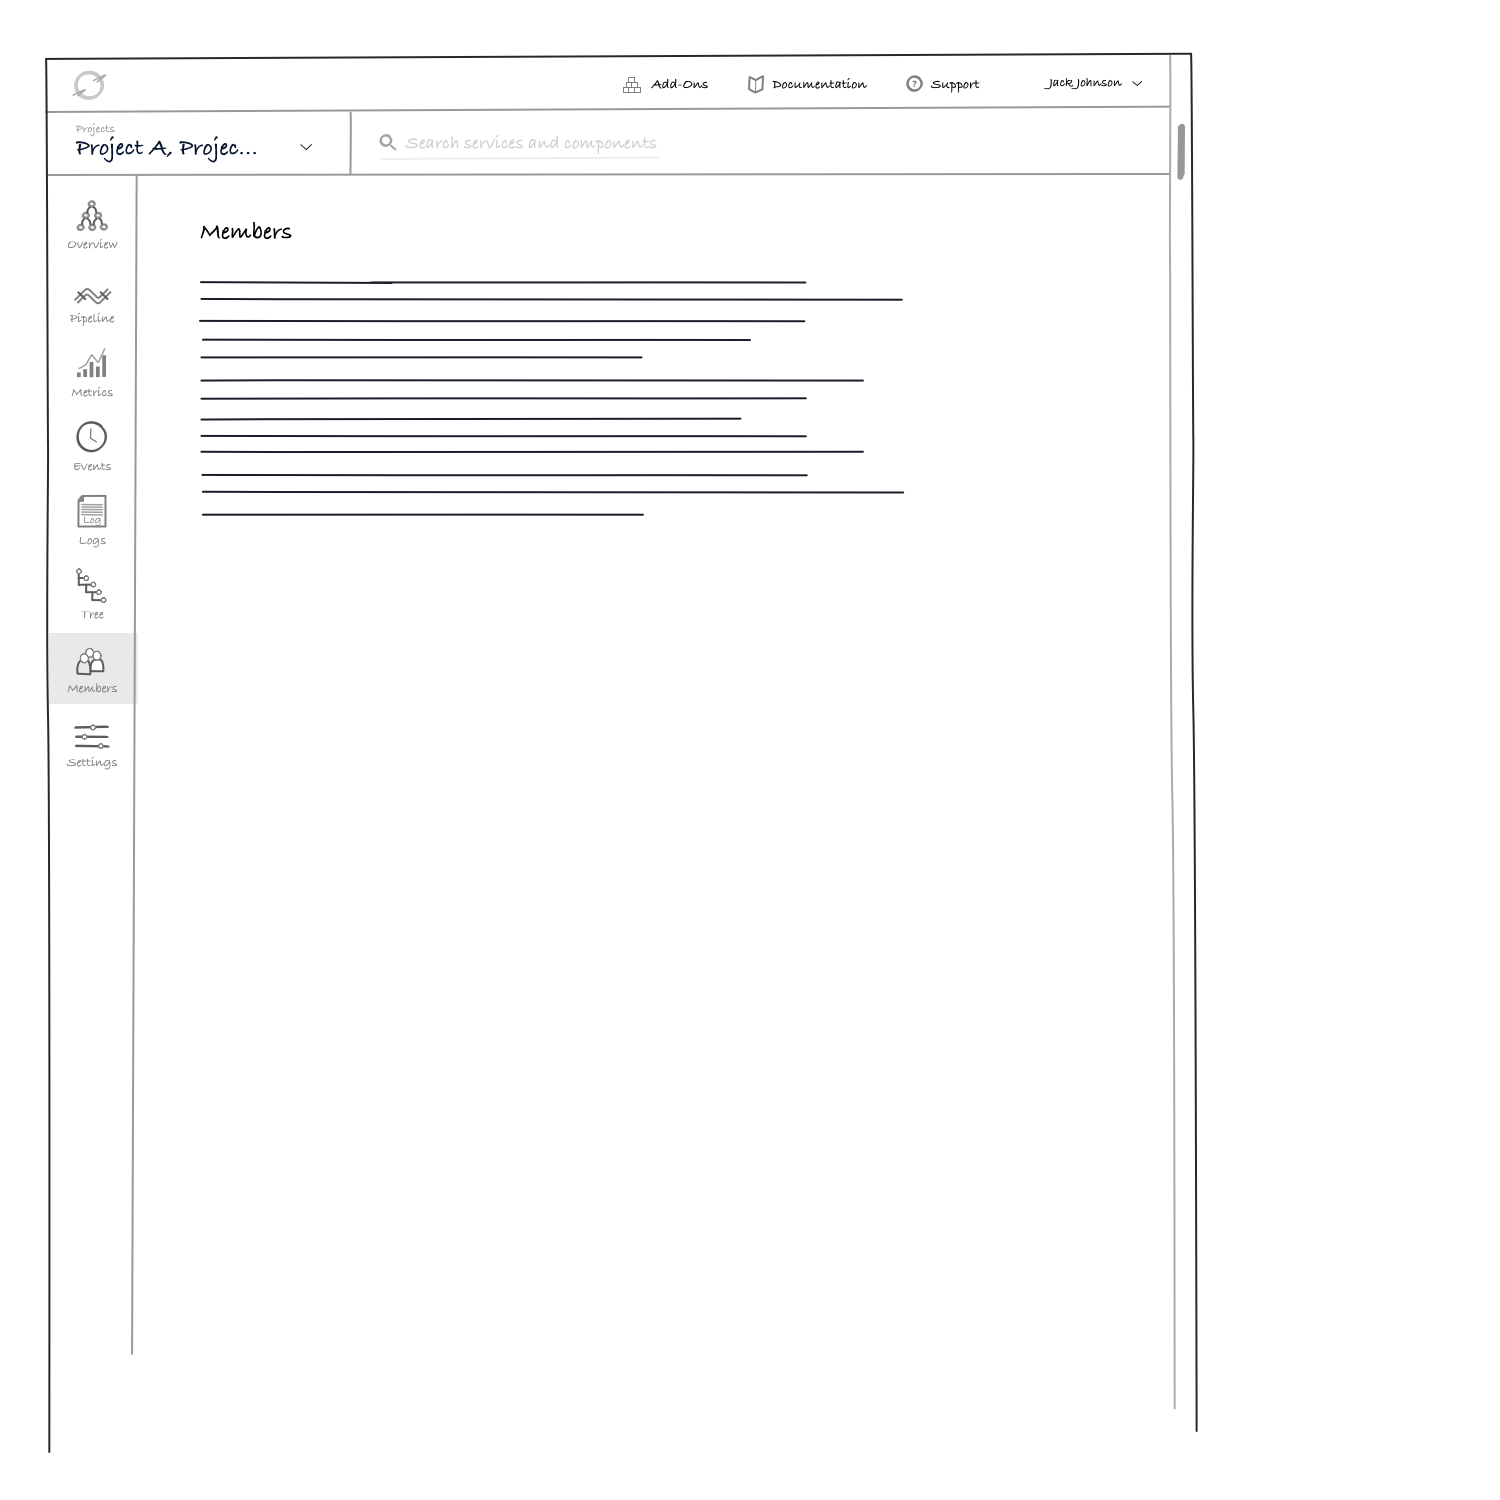 Add-Ons
Documentation
? Support
Jack Johnson
Projects
Project A, Projec...
Search services and components
Overview
Members
Pipeline
Metrics
Events
Log
Logs
Tree
Members
Settings